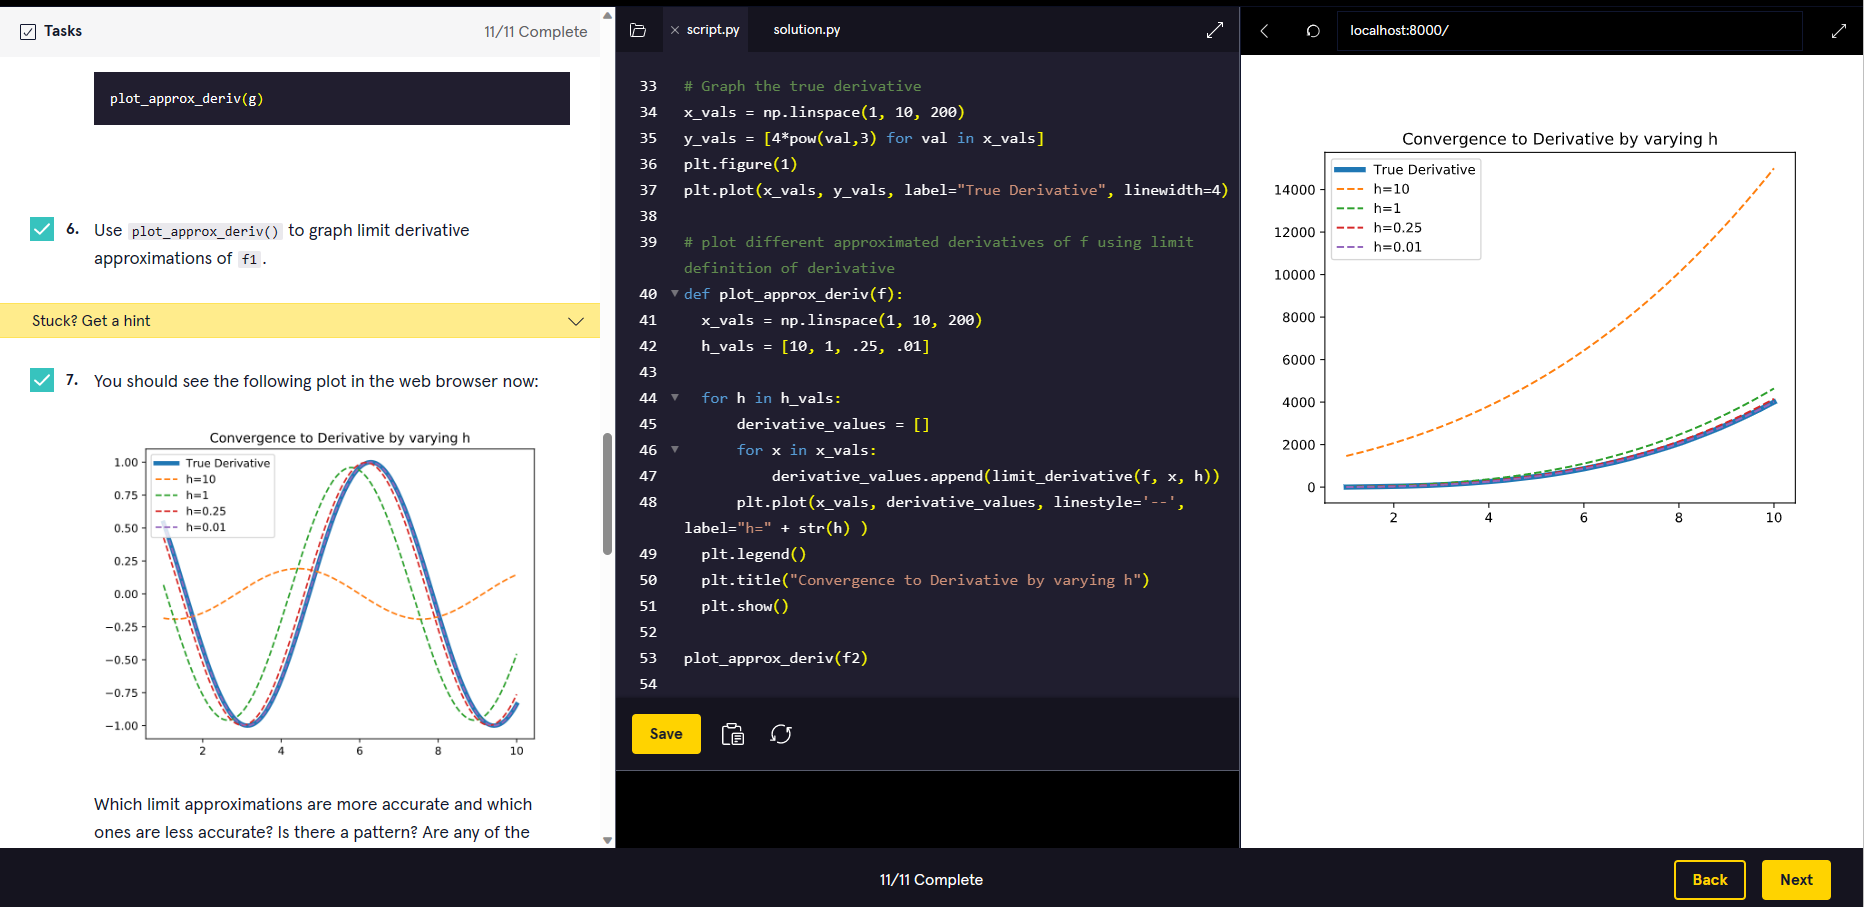 Tasks
11/11 Complete
plot_approx_deriv(g)
6. Use plot_approx_deriv() to graph limit derivative
approximations of f1.
Stuck? Get a hint
7. You should see the following plot in the web browser now:
Convergence to Derivative by varying h
True Derivative
h=10
h=1
h=0.25
h=0.01
1.00
0.75
0.50
0.25
0.00
−0.25
−0.50
−0.75
−1.00
2 4 6 8 10
Which limit approximations are more accurate and which
ones are less accurate? Is there a pattern? Are any of the
script.py
solution.py
33 # Graph the true derivative
34 x_vals = np.linspace(1, 10, 200)
35 y_vals = [4*pow(val,3) for val in x_vals]
36 plt.figure(1)
37 plt.plot(x_vals, y_vals, label="True Derivative", linewidth=4)
38
39 # plot different approximated derivatives of f using limit
definition of derivative
40 def plot_approx_deriv(f):
41 x_vals = np.linspace(1, 10, 200)
42 h_vals = [10, 1, .25, .01]
43
44 for h in h_vals:
45 derivative_values = []
46 for x in x_vals:
47 derivative_values.append(limit_derivative(f, x, h))
48 plt.plot(x_vals, derivative_values, linestyle='--',
label="h=" + str(h) )
49 plt.legend()
50 plt.title("Convergence to Derivative by varying h")
51 plt.show()
52
53 plot_approx_deriv(f2)
54
Save
localhost:8000/
Convergence to Derivative by varying h
True Derivative
h=10
h=1
h=0.25
h=0.01
14000
12000
10000
8000
6000
4000
2000
0
2 4 6 8 10
11/11 Complete
Back
Next